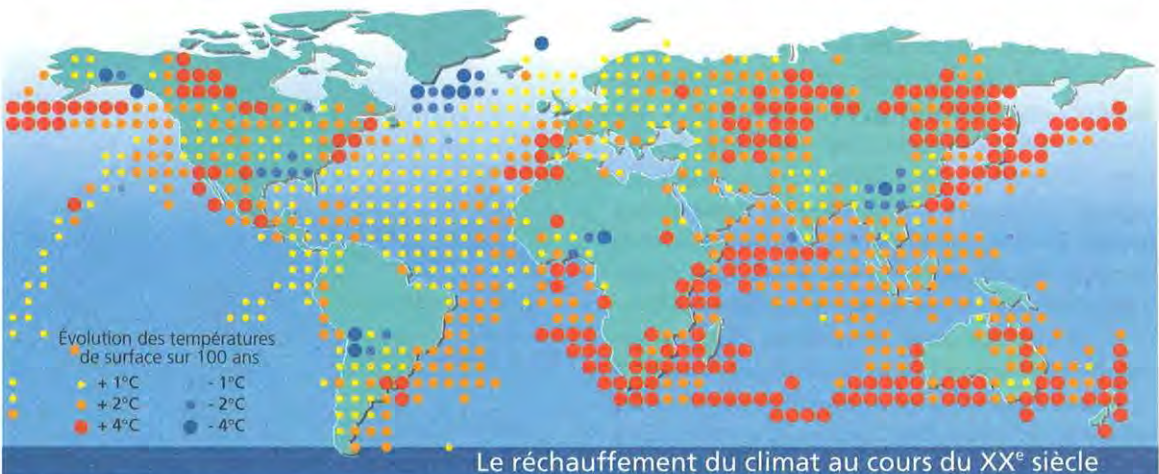 Évolution des températures
de surface sur 100 ans
+ 1°C - 1°C
+ 2°C - 2°C
+ 4°C - 4°C
Le réchauffement du climat au cours du XXe siècle